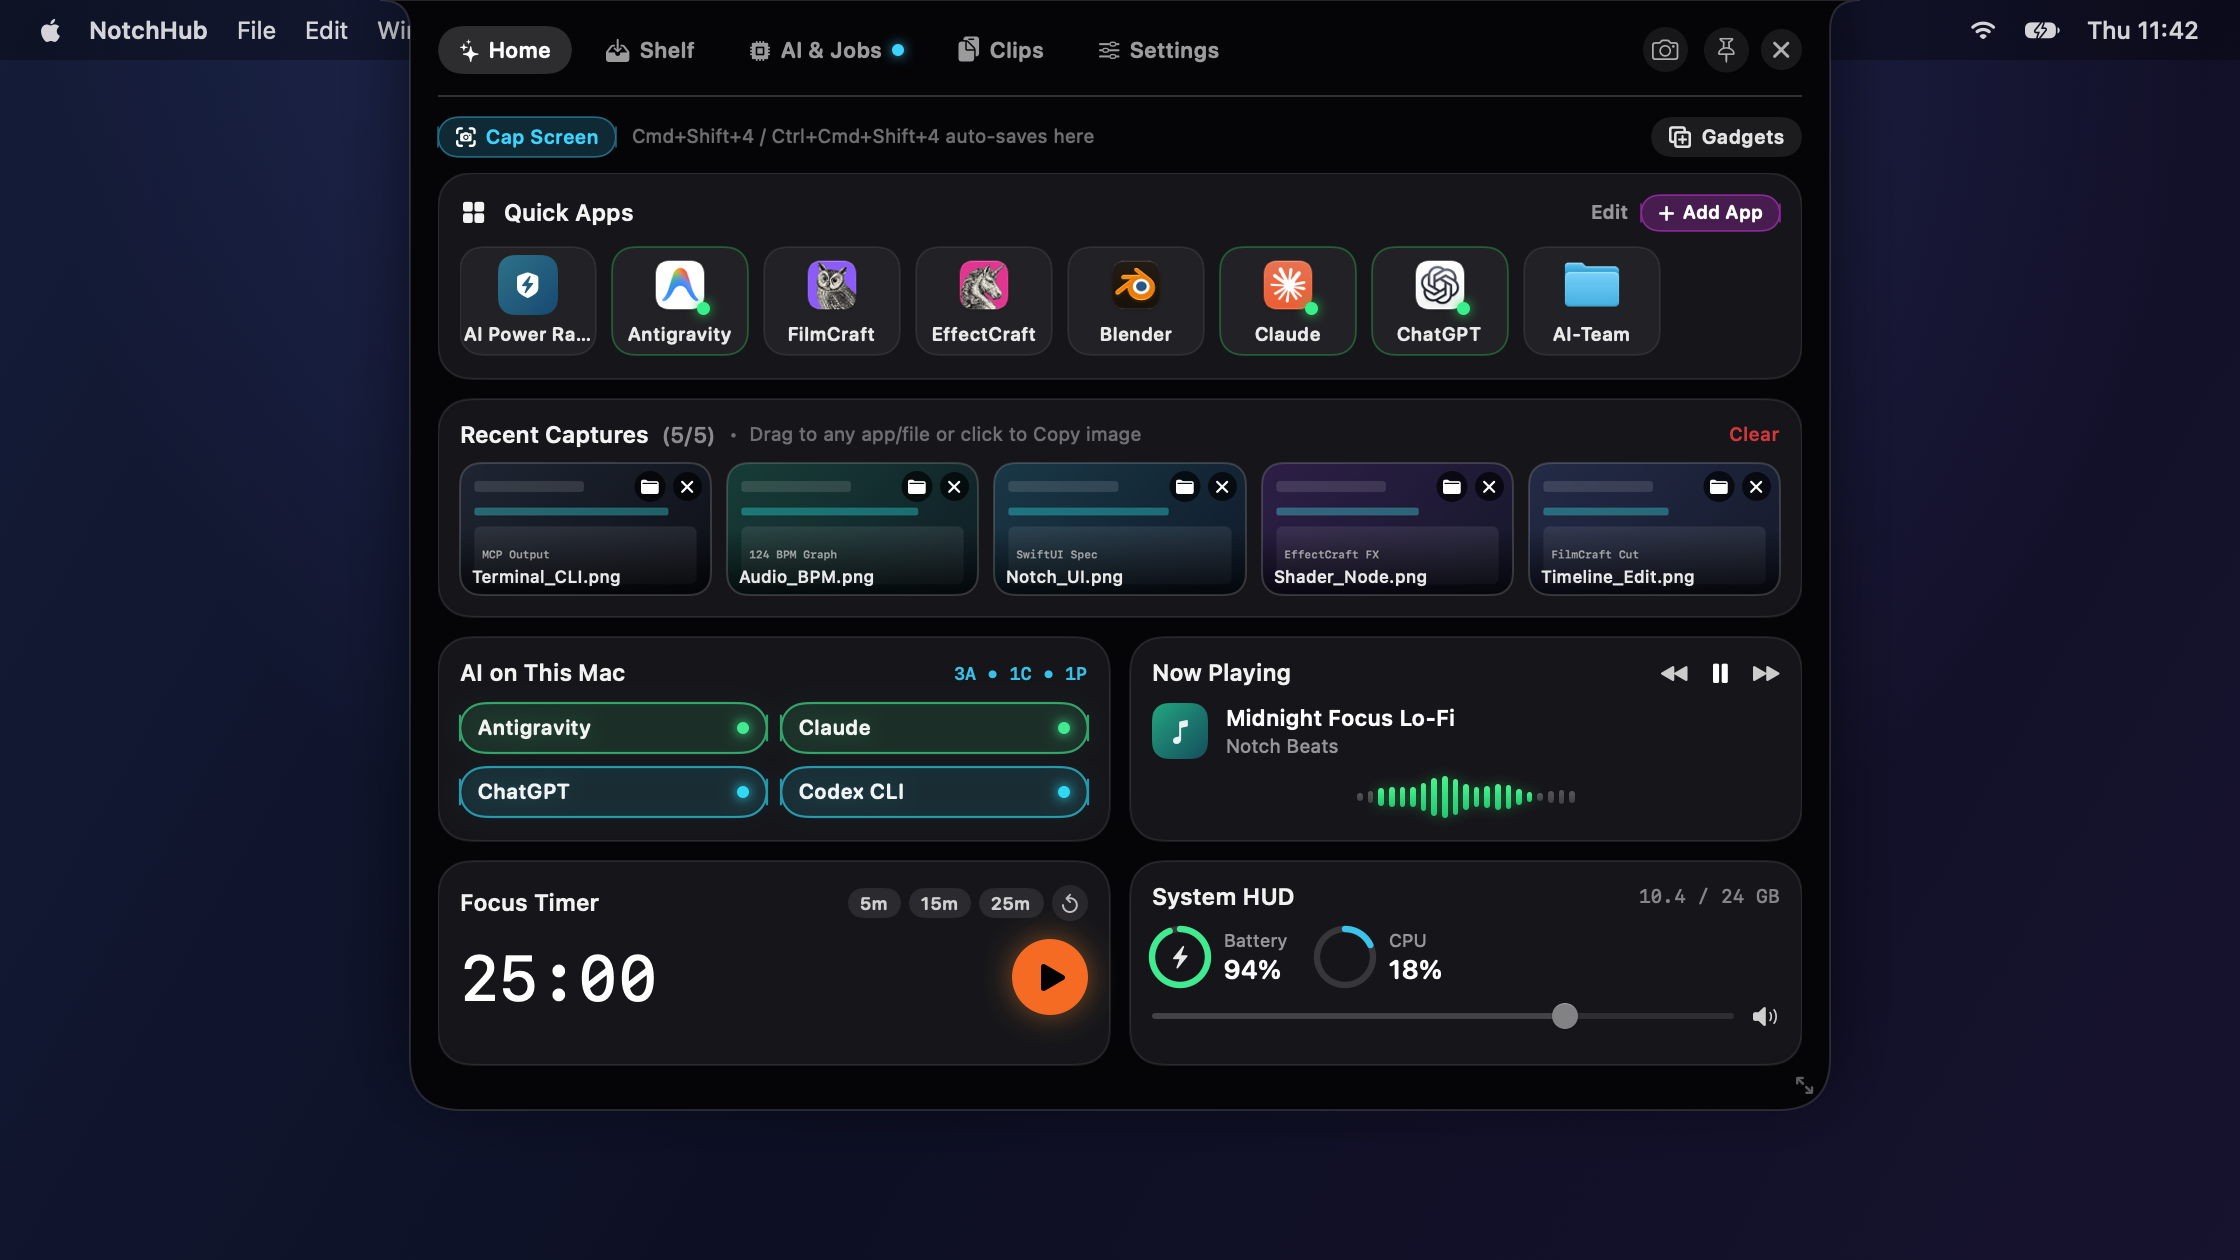 NotchHub File Edit Wi
Thu 11:42
Home Shelf AI & Jobs Clips Settings
Cap Screen Cmd+Shift+4 / Ctrl+Cmd+Shift+4 auto-saves here Gadgets
Quick Apps Edit + Add App
AI Power Ra... Antigravity FilmCraft EffectCraft Blender Claude ChatGPT AI-Team
Recent Captures (5/5) • Drag to any app/file or click to Copy image Clear
MCP Output
Terminal_CLI.png
124 BPM Graph
Audio_BPM.png
SwiftUI Spec
Notch_UI.png
EffectCraft FX
Shader_Node.png
FilmCraft Cut
Timeline_Edit.png
AI on This Mac 3A • 1C • 1P
Antigravity Claude
ChatGPT Codex CLI
Now Playing
Midnight Focus Lo-Fi
Notch Beats
Focus Timer 5m 15m 25m
25:00
System HUD 10.4 / 24 GB
Battery CPU
94% 18%